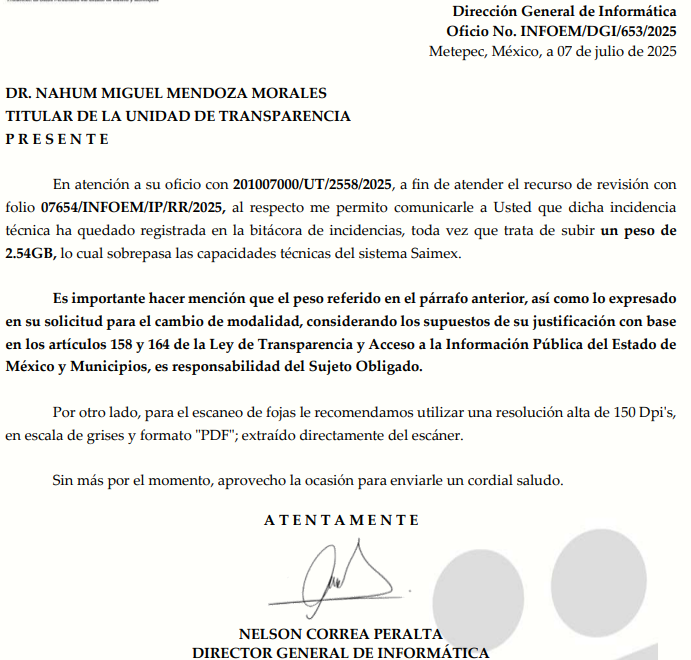 Dirección General de Informática
Oficio No. INFOEM/DGI/653/2025
Metepec, México, a 07 de julio de 2025
DR. NAHUM MIGUEL MENDOZA MORALES
TITULAR DE LA UNIDAD DE TRANSPARENCIA
P R E S E N T E
En atención a su oficio con 201007000/UT/2558/2025, a fin de atender el recurso de revisión con
folio 07654/INFOEM/IP/RR/2025, al respecto me permito comunicarle a Usted que dicha incidencia
técnica ha quedado registrada en la bitácora de incidencias, toda vez que trata de subir un peso de
2.54GB, lo cual sobrepasa las capacidades técnicas del sistema Saimex.
Es importante hacer mención que el peso referido en el párrafo anterior, así como lo expresado
en su solicitud para el cambio de modalidad, considerando los supuestos de su justificación con base
en los artículos 158 y 164 de la Ley de Transparencia y Acceso a la Información Pública del Estado de
México y Municipios, es responsabilidad del Sujeto Obligado.
Por otro lado, para el escaneo de fojas le recomendamos utilizar una resolución alta de 150 Dpi's,
en escala de grises y formato "PDF"; extraído directamente del escáner.
Sin más por el momento, aprovecho la ocasión para enviarle un cordial saludo.
A T E N T A M E N T E
NELSON CORREA PERALTA
DIRECTOR GENERAL DE INFORMÁTICA